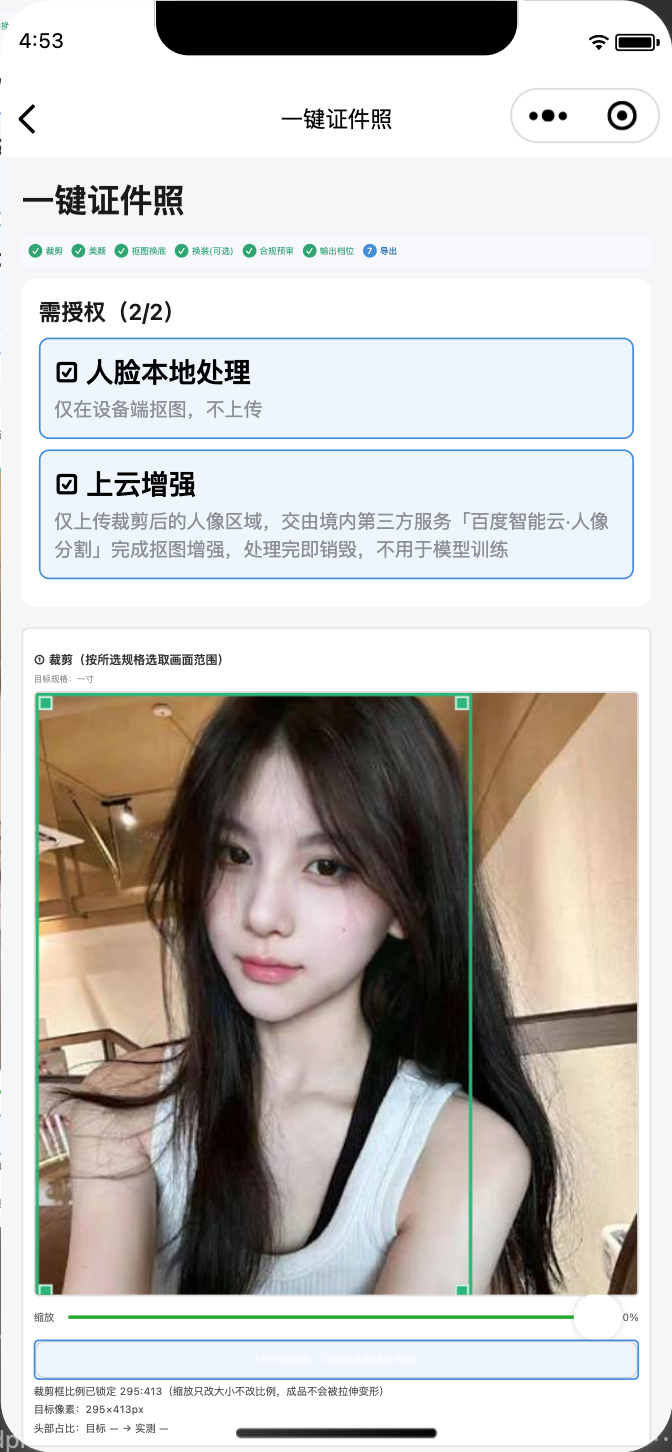 4:53
一键证件照
一键证件照
裁剪 美颜 抠图换底 换装(可选) 合规预审 输出档位 7 导出
需授权（2/2）
人脸本地处理
仅在设备端抠图，不上传
上云增强
仅上传裁剪后的人像区域，交由境内第三方服务「百度智能云·人像
分割」完成抠图增强，处理完即销毁，不用于模型训练
① 裁剪（按所选规格选取画面范围）
目标规格：一寸
缩放 0%
裁剪框比例已锁定 295:413（缩放只改大小不改比例，成品不会被拉伸变形）
目标像素：295×413px
头部占比：目标 — → 实测 —